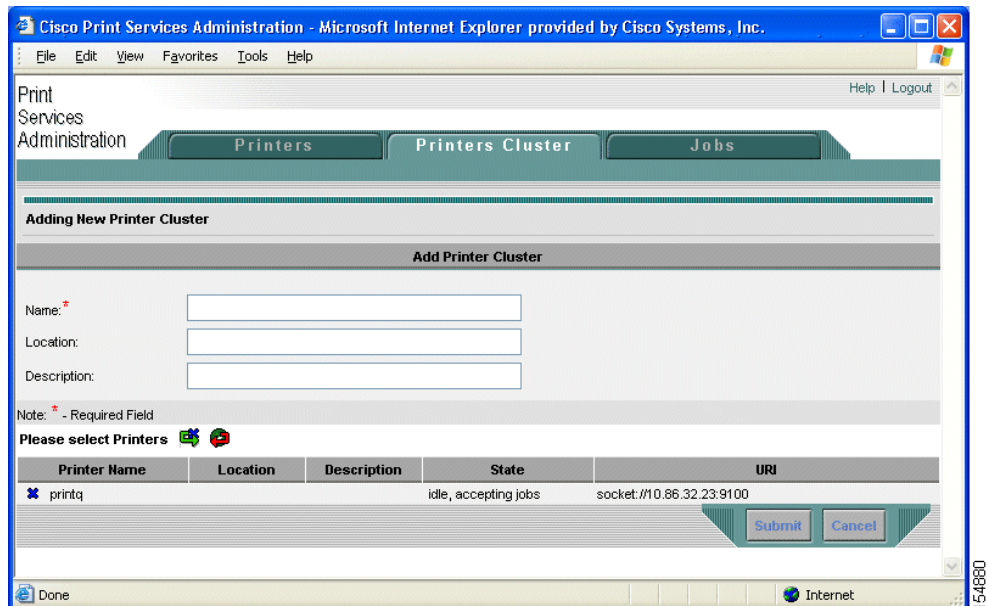 Cisco Print Services Administration - Microsoft Internet Explorer provided by Cisco Systems, Inc.
File Edit View Favorites Tools Help
Help | Logout
Print
Services
Administration
Printers Printers Cluster Jobs
Adding New Printer Cluster
Add Printer Cluster
Name:*
Location:
Description:
Note: * - Required Field
Please select Printers
Printer Name Location Description State URI
printq idle, accepting jobs socket://10.86.32.23:9100
Submit Cancel
Done Internet
54880